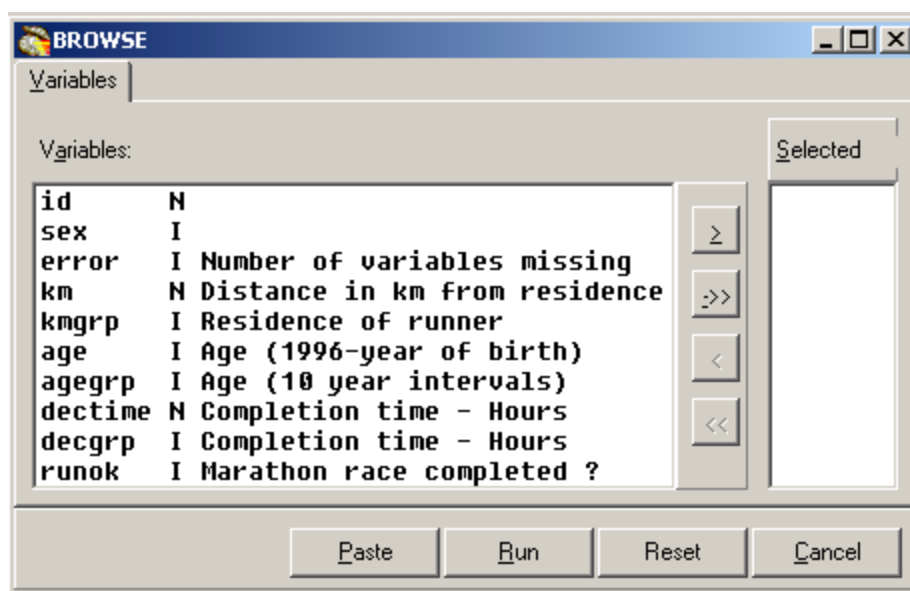 BROWSE
Variables
Variables:
Selected
id N
sex I
error I Number of variables missing
km N Distance in km from residence
kmgrp I Residence of runner
age I Age (1996-year of birth)
agegrp I Age (10 year intervals)
dectime N Completion time - Hours
decgrp I Completion time - Hours
runok I Marathon race completed ?
>
->>
<
<<
Paste Run Reset Cancel